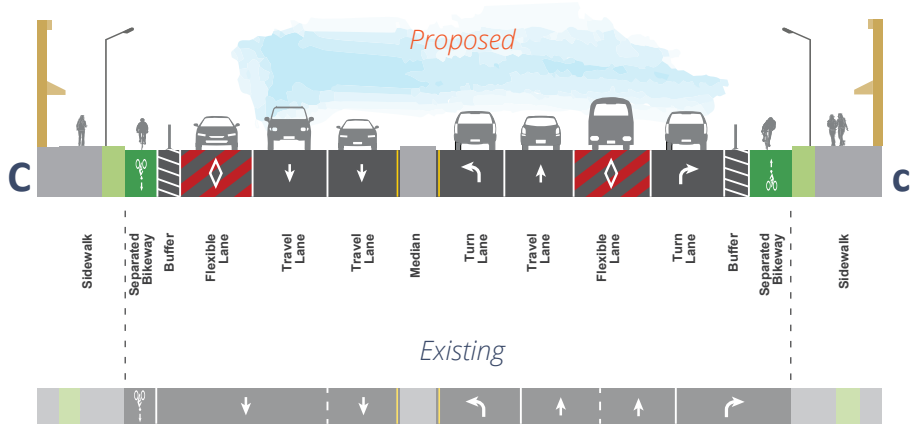 Proposed
C
c
Sidewalk
Separated
Bikeway
Buffer
Flexible
Lane
Travel
Lane
Travel
Lane
Median
Turn
Lane
Travel
Lane
Flexible
Lane
Turn
Lane
Buffer
Separated
Bikeway
Sidewalk
Existing